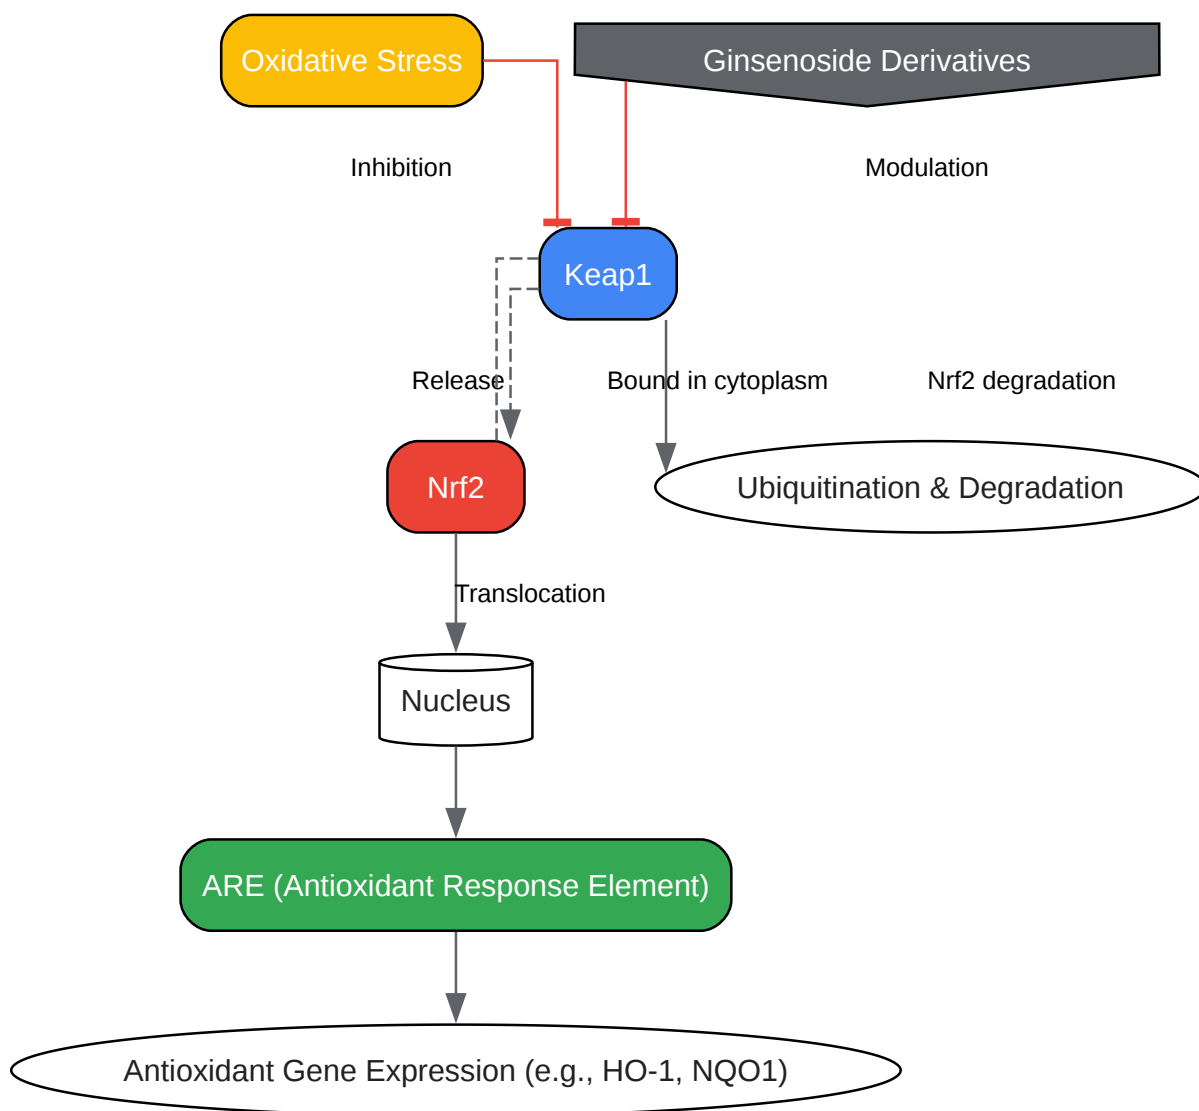 Oxidative Stress
Ginsenoside Derivatives
Inhibition
Modulation
Keap1
Release
Bound in cytoplasm
Nrf2 degradation
Nrf2
Ubiquitination & Degradation
Translocation
Nucleus
ARE (Antioxidant Response Element)
Antioxidant Gene Expression (e.g., HO-1, NQO1)